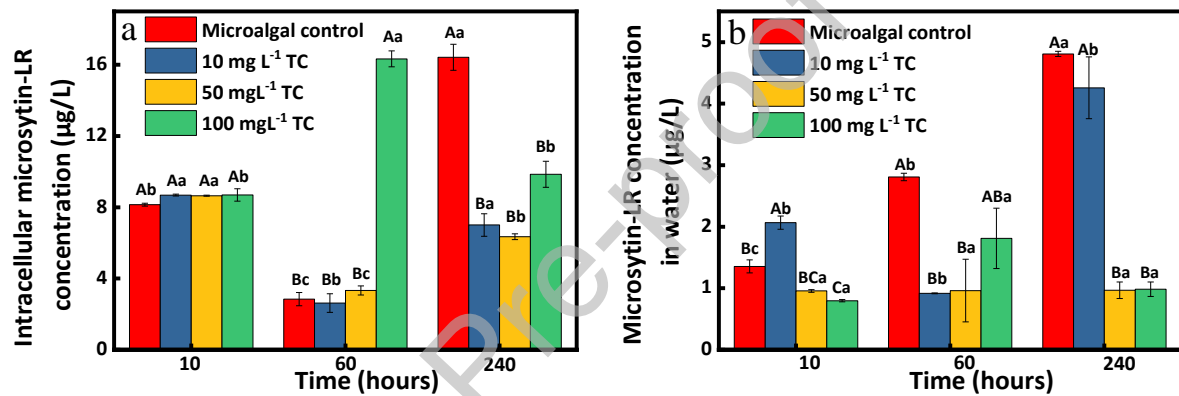 a
Microalgal control
10 mg L⁻¹ TC
50 mgL⁻¹ TC
100 mgL⁻¹ TC
Intracellular microsytin-LR
concentration (µg/L)
16
12
8
4
0
Ab Aa Aa Ab
Bc Bb Bc Aa
Aa Ba Bb Bb
10 60 240
Time (hours)
b
Microalgal control
10 mg L⁻¹ TC
50 mg L⁻¹ TC
100 mg L⁻¹ TC
Microsytin-LR concentration
in water (µg/L)
5
4
3
2
1
0
Bc Ab BCa Ca
Ab Bb Ba ABa
Aa Ab Ba Ba
10 60 240
Time (hours)
Pre-proof